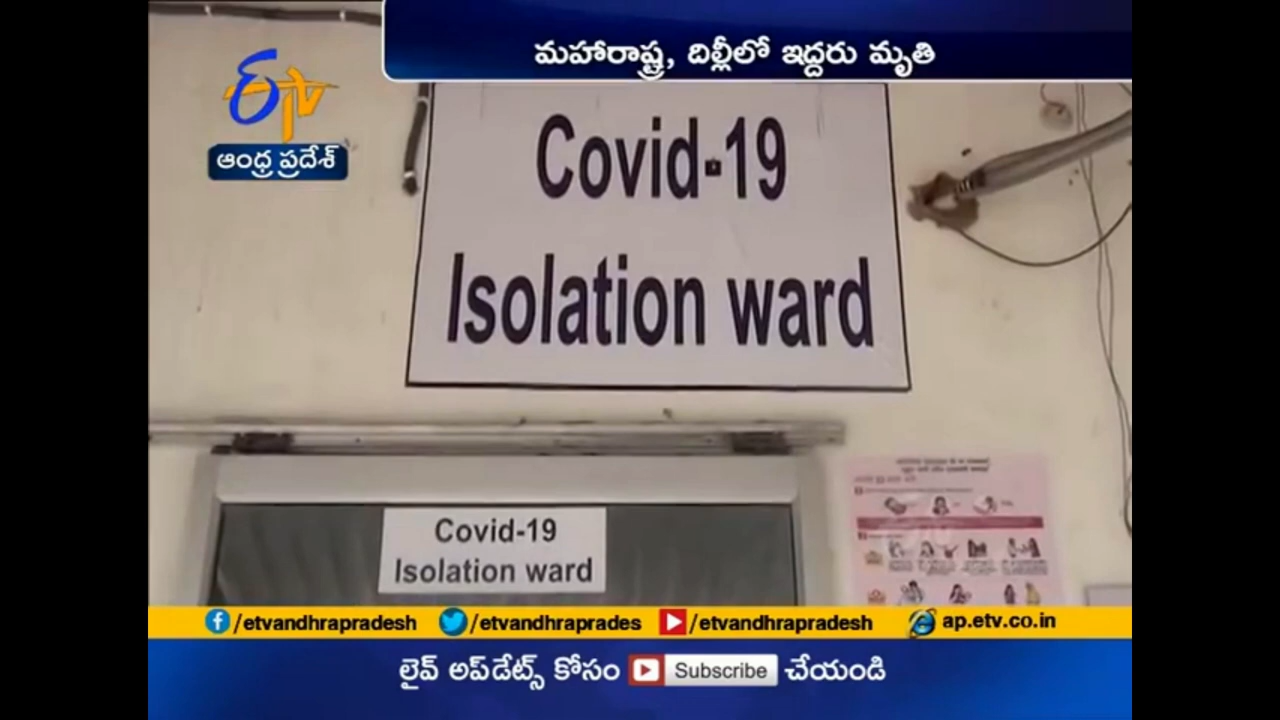 మహారాష్ట్ర, దిల్లీలో ఇద్దరు మృతి
ఈtv
ఆంధ్ర ప్రదేశ్
Covid-19
Isolation ward
Covid-19
Isolation ward
/etvandhrapradesh /etvandhraprades /etvandhrapradesh ap.etv.co.in
లైవ్ అప్‌డేట్స్ కోసం Subscribe చేయండి